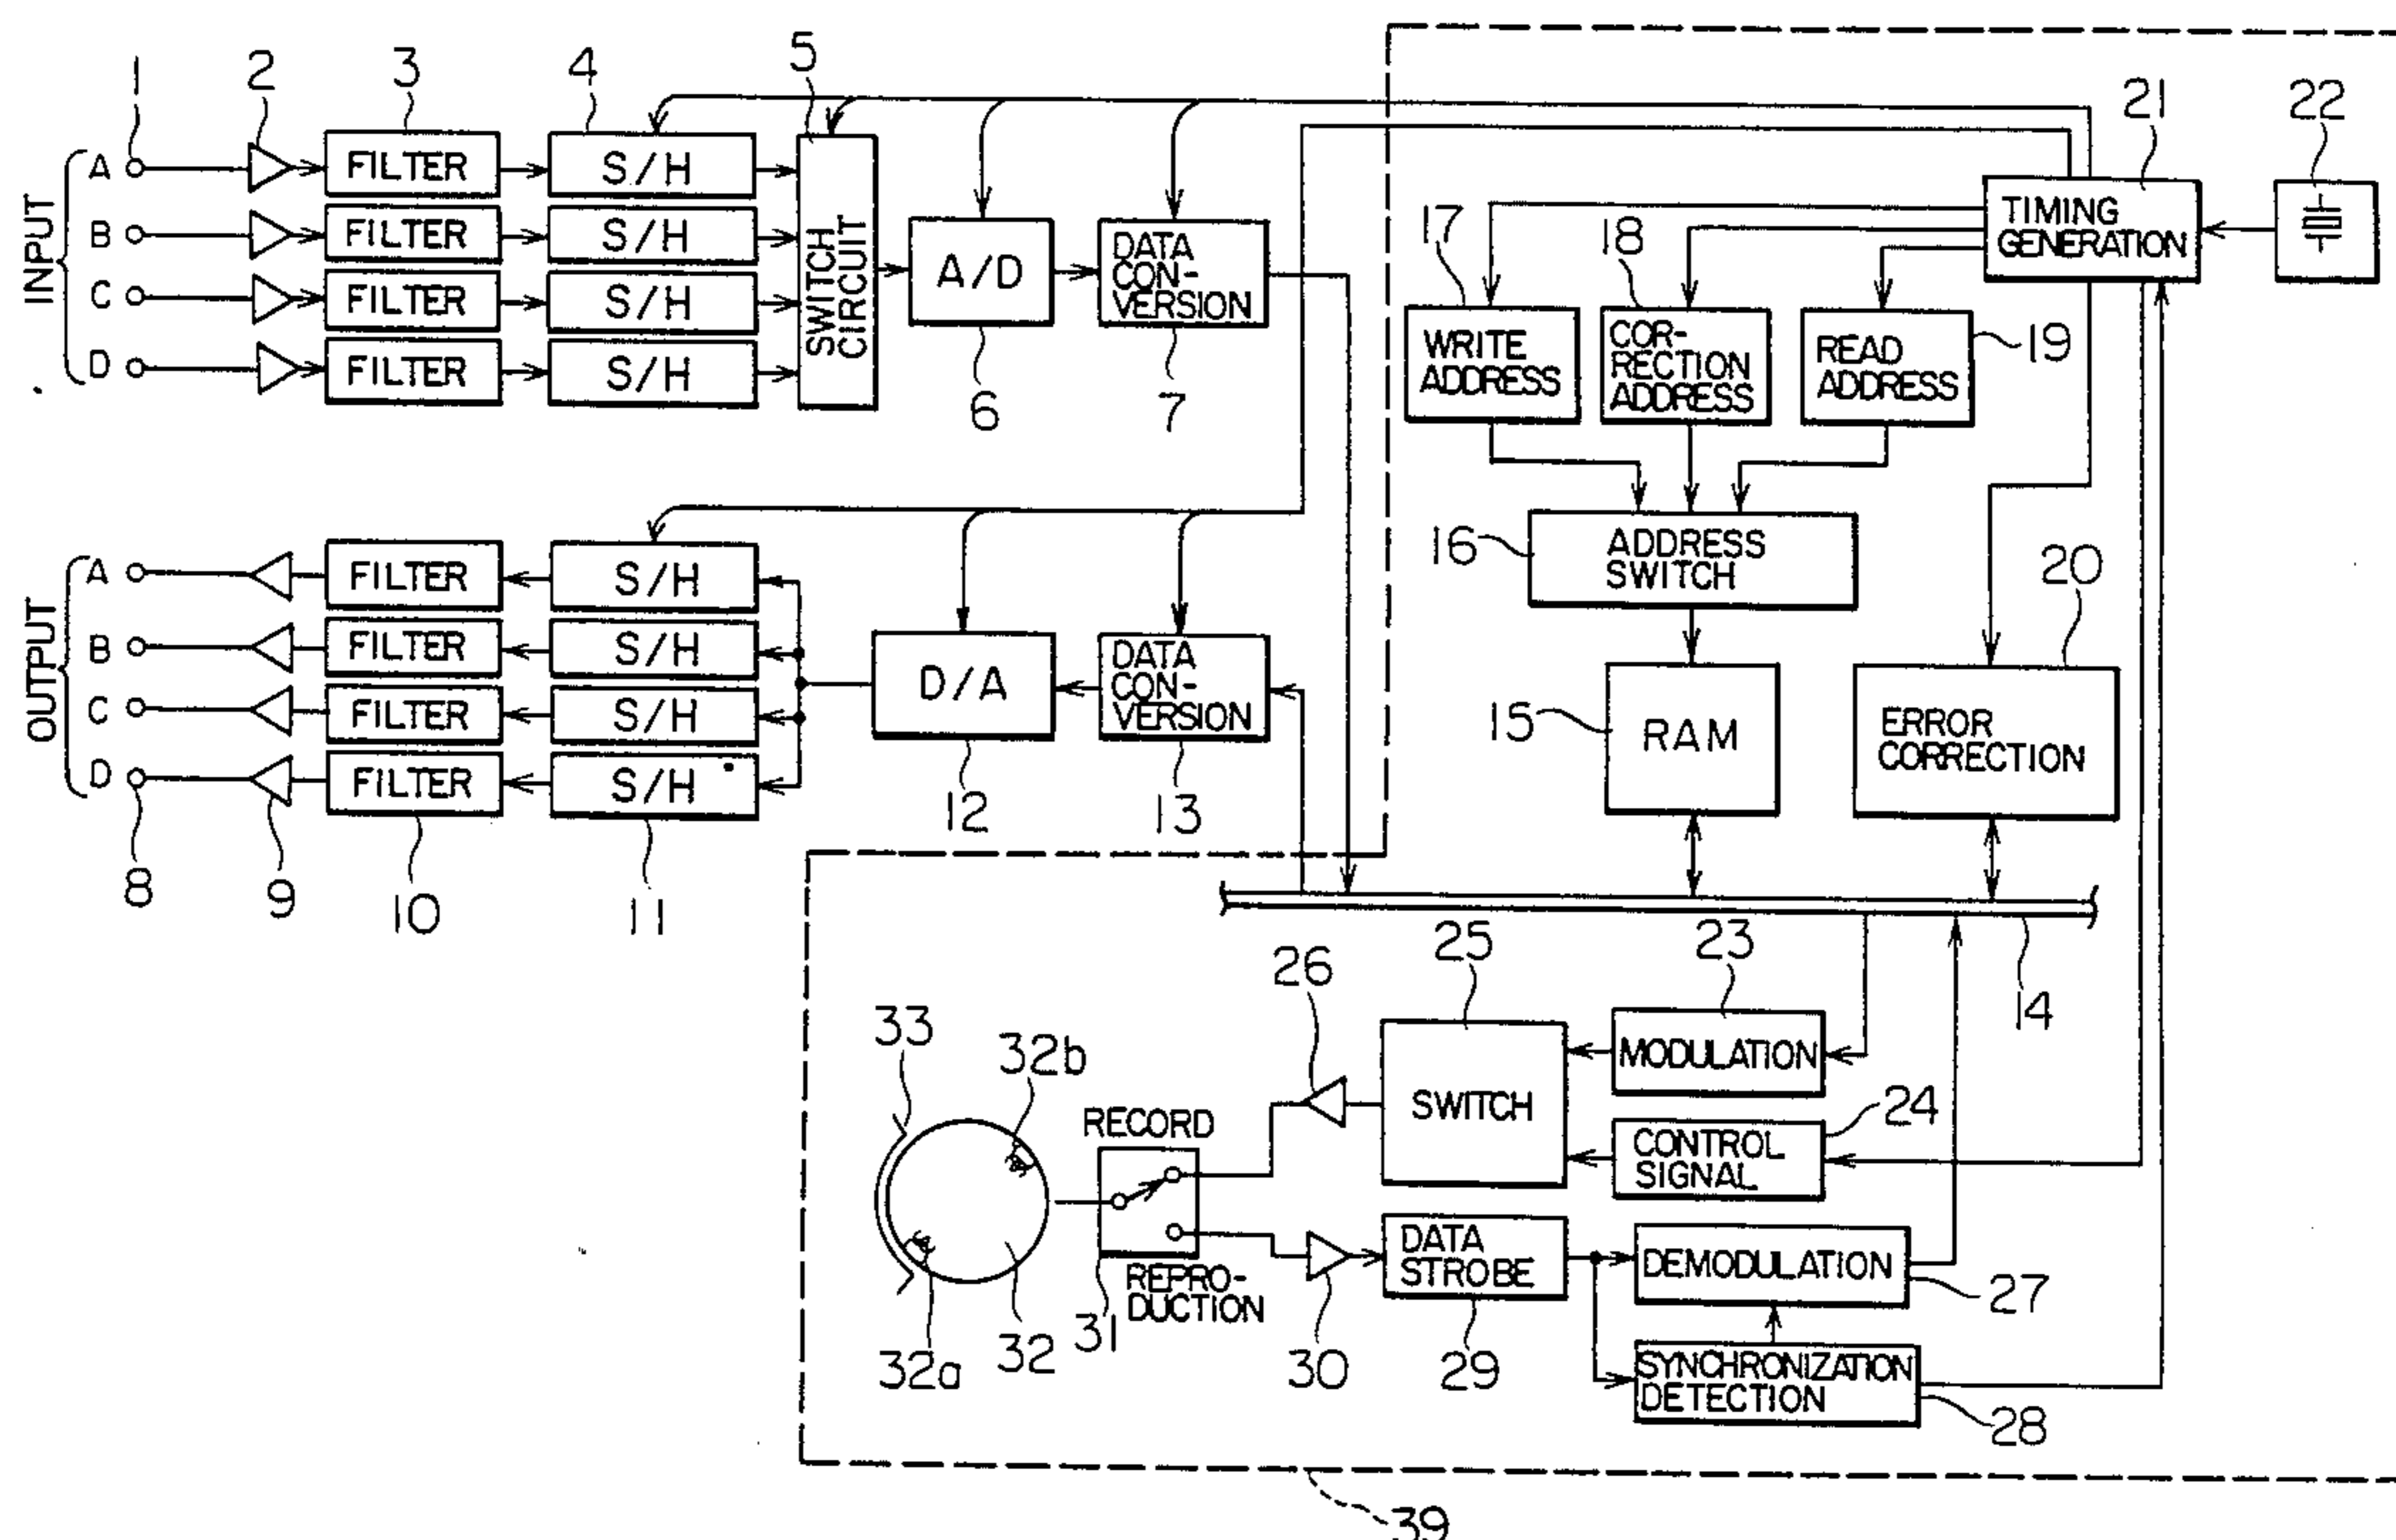 1
2
3
4
5
21
22
INPUT
A
FILTER
S/H
B
FILTER
S/H
C
FILTER
S/H
D
FILTER
S/H
SWITCH
CIRCUIT
A/D
DATA
CON-
VERSION
6
7
TIMING
GENERATION
17
18
19
WRITE
ADDRESS
COR-
RECTION
ADDRESS
READ
ADDRESS
16
ADDRESS
SWITCH
20
OUTPUT
A
FILTER
S/H
B
FILTER
S/H
C
FILTER
S/H
D
FILTER
S/H
D/A
DATA
CON-
VERSION
15
RAM
ERROR
CORRECTION
8
9
10
11
12
13
14
26
25
23
33
32b
RECORD
SWITCH
MODULATION
24
CONTROL
SIGNAL
REPRO-
DUCTION
31
32a
32
30
DATA
STROBE
29
DEMODULATION
27
SYNCHRONIZATION
DETECTION
28
39